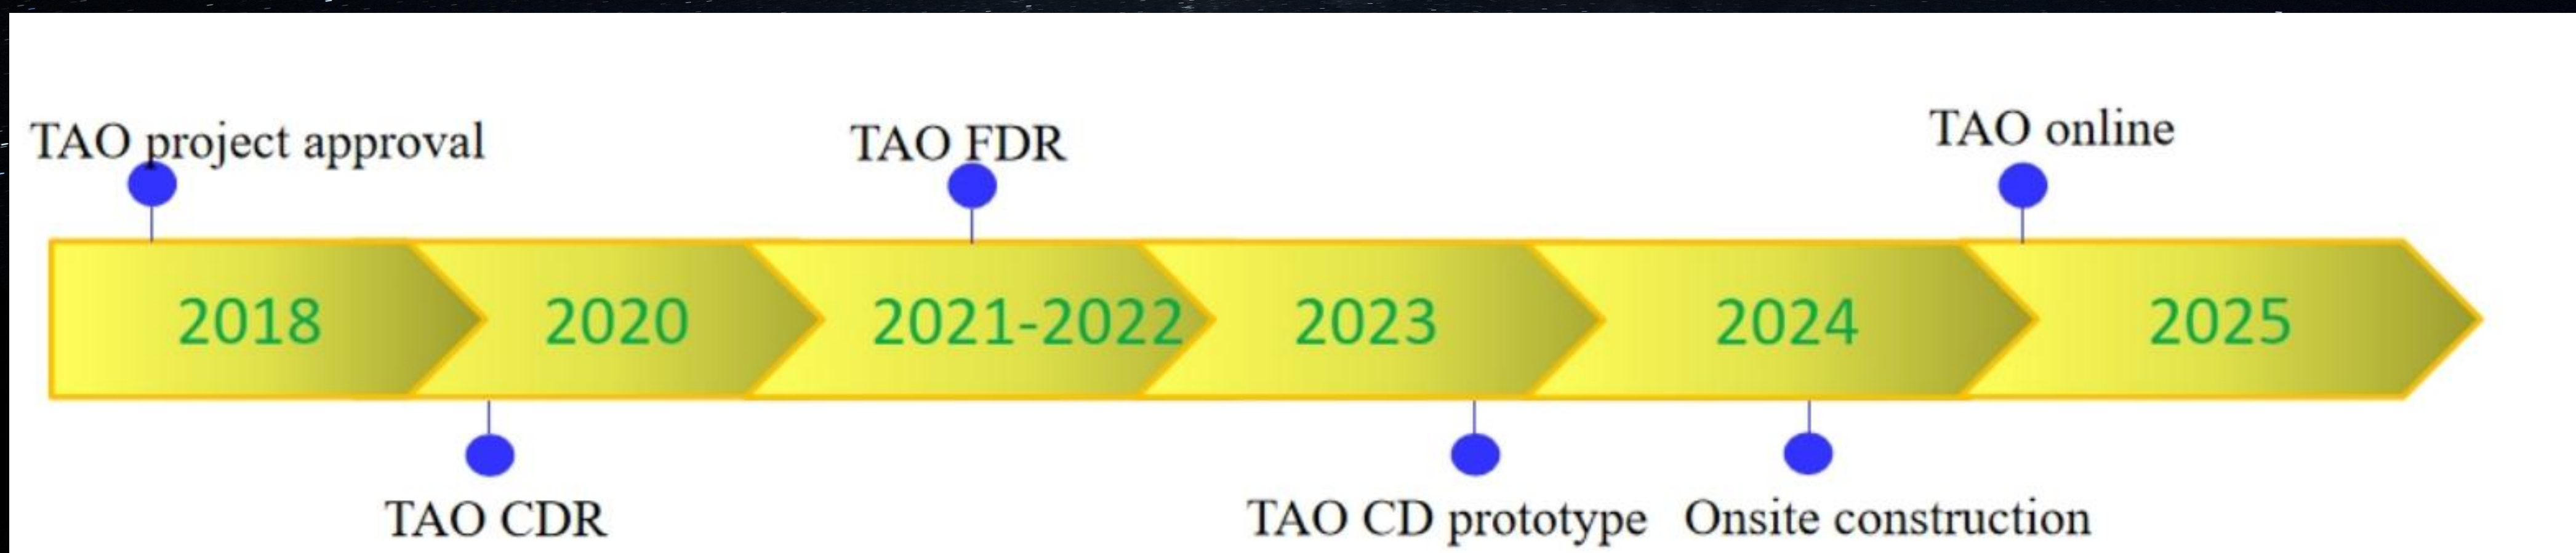 TAO project approval
TAO FDR
TAO online
2018
2020
2021-2022
2023
2024
2025
TAO CDR
TAO CD prototype
Onsite construction